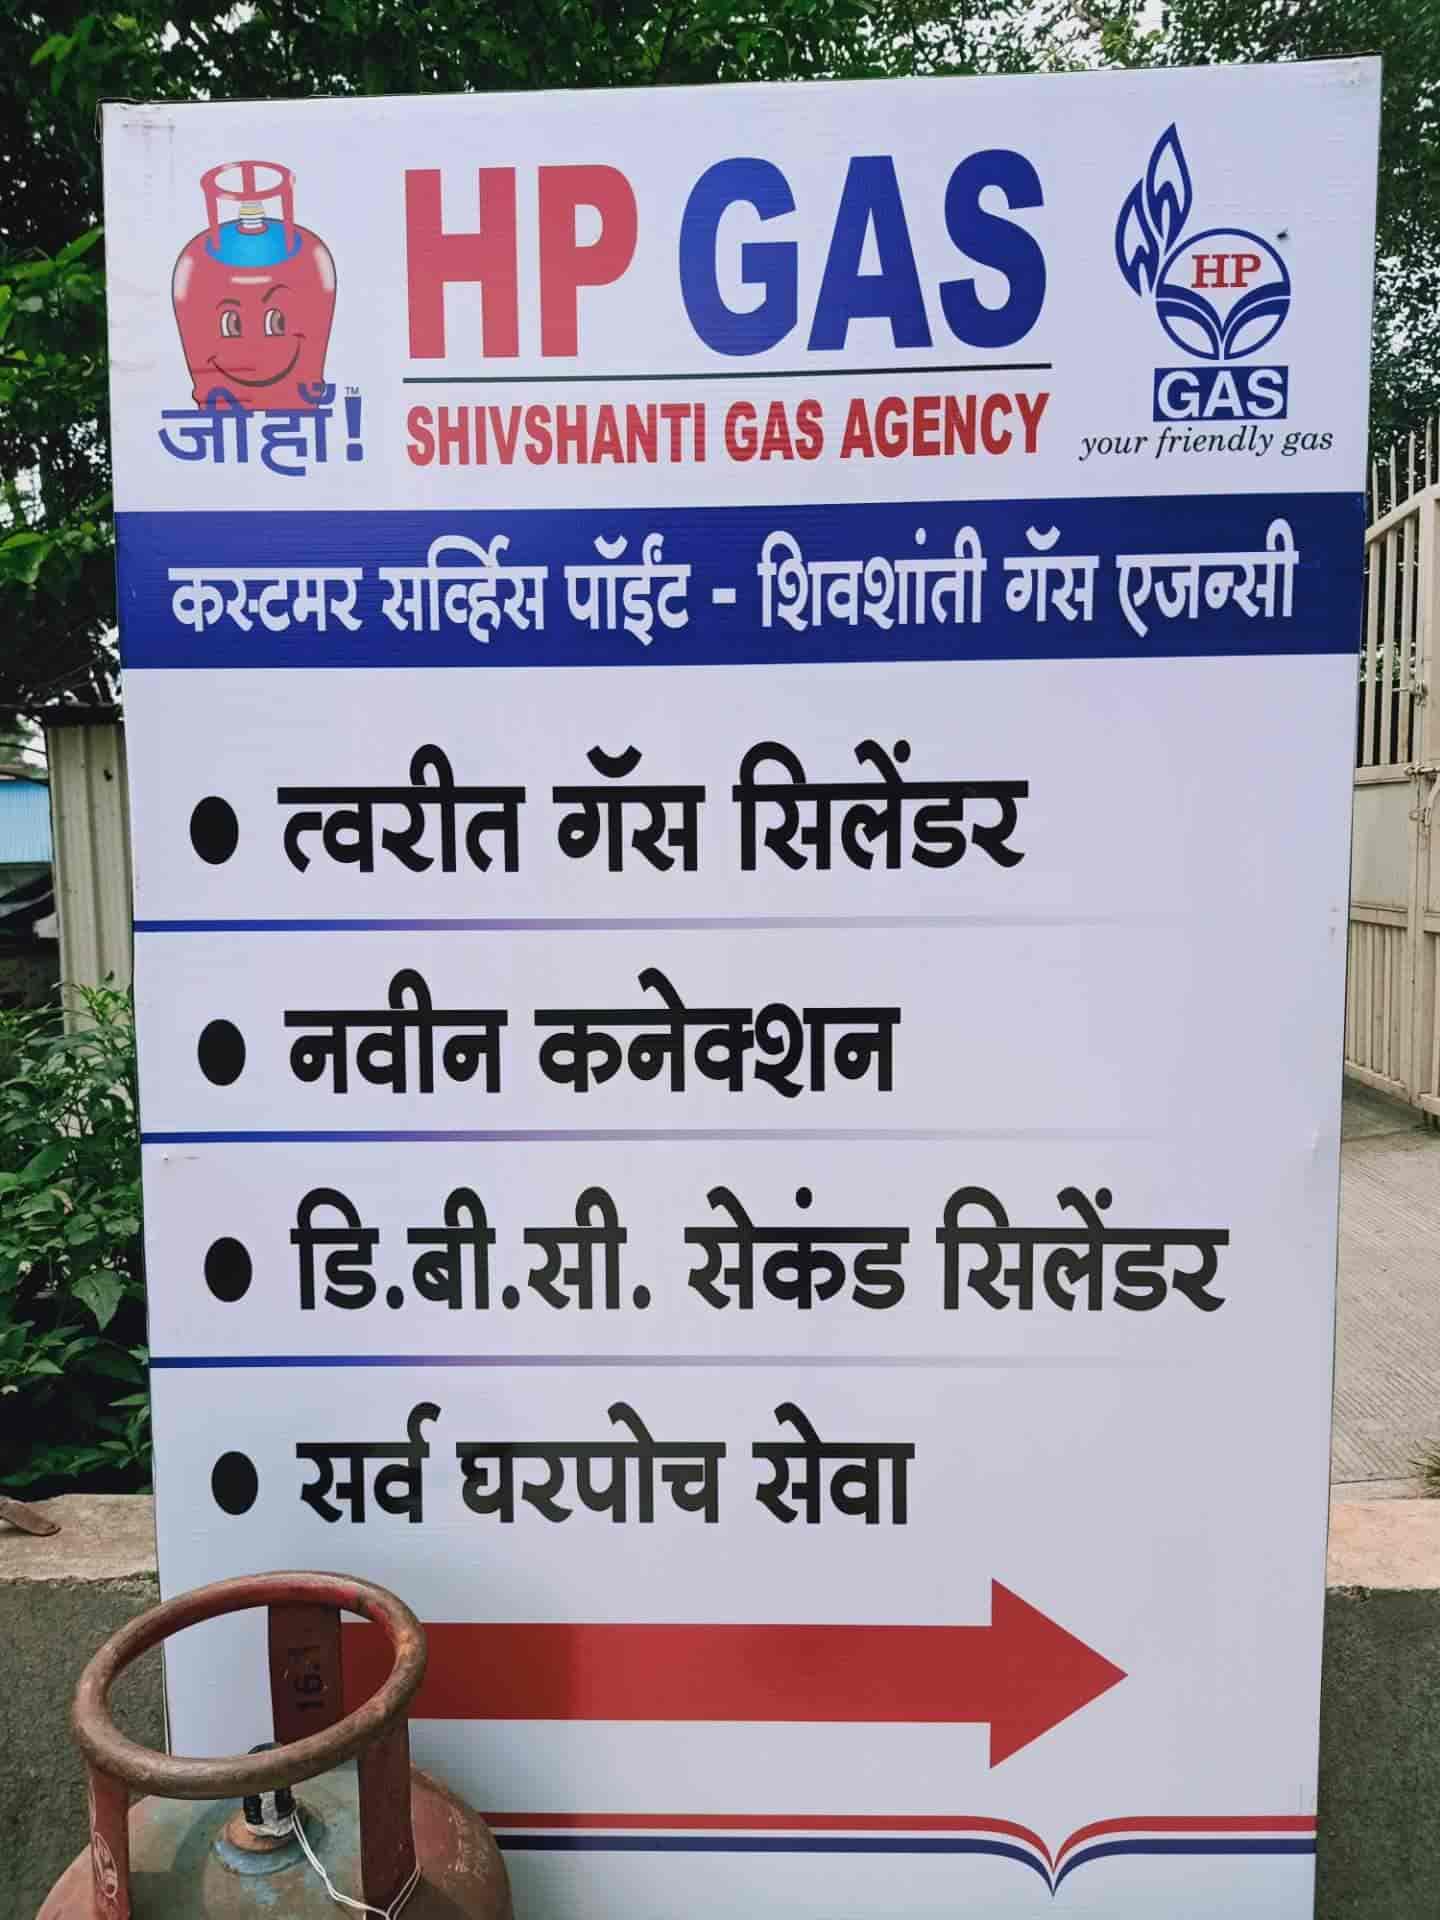 HP GAS
HP
GAS
your friendly gas
जी हाँ!™
SHIVSHANTI GAS AGENCY
कस्टमर सर्व्हिस पॉईंट - शिवशांती गॅस एजन्सी
• त्वरीत गॅस सिलेंडर
• नवीन कनेक्शन
• डि.बी.सी. सेकंड सिलेंडर
• सर्व घरपोच सेवा